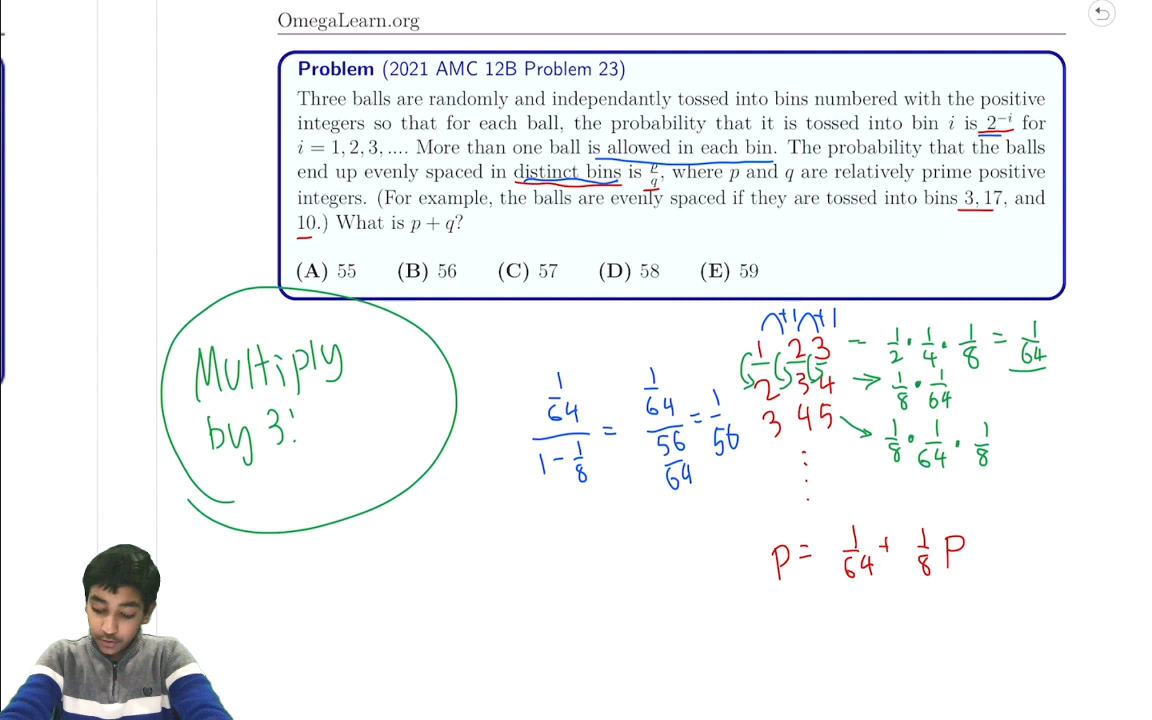 OmegaLearn.org
Problem (2021 AMC 12B Problem 23)
Three balls are randomly and independantly tossed into bins numbered with the positive
integers so that for each ball, the probability that it is tossed into bin i is 2^{-i} for
i = 1, 2, 3, .... More than one ball is allowed in each bin. The probability that the balls
end up evenly spaced in distinct bins is p/q, where p and q are relatively prime positive
integers. (For example, the balls are evenly spaced if they are tossed into bins 3, 17, and
10.) What is p + q?
(A) 55 (B) 56 (C) 57 (D) 58 (E) 59
Multiply
by 3!
(1/64)/(1 - 1/8) = (1/64)/(56/64) = 1/56
n+1 n+1
1 2 3 - 1/2 · 1/4 · 1/8 = 1/64
2 3 4 → 1/8 · 1/64
3 4 5 → 1/8 · 1/64 · 1/8
p = 1/64 + 1/8 p